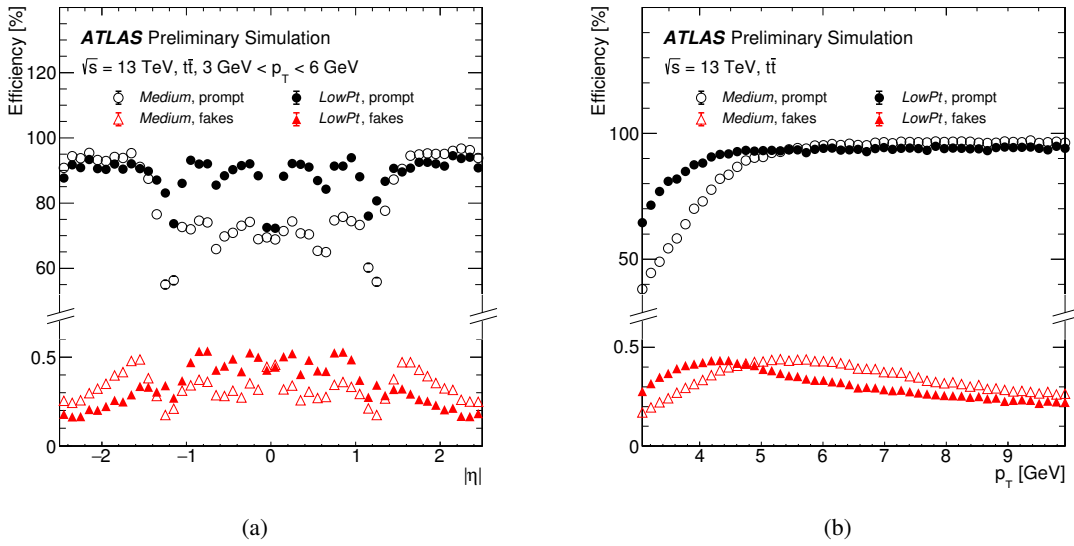 Efficiency [%]
ATLAS Preliminary Simulation
√s = 13 TeV, tt̄, 3 GeV < p_T < 6 GeV
Medium, prompt
LowPt, prompt
Medium, fakes
LowPt, fakes
120
100
80
60
0.5
0
−2
−1
0
1
2
|η|
(a)
Efficiency [%]
ATLAS Preliminary Simulation
√s = 13 TeV, tt̄
Medium, prompt
LowPt, prompt
Medium, fakes
LowPt, fakes
100
50
0.5
0
4
5
6
7
8
9
p_T [GeV]
(b)